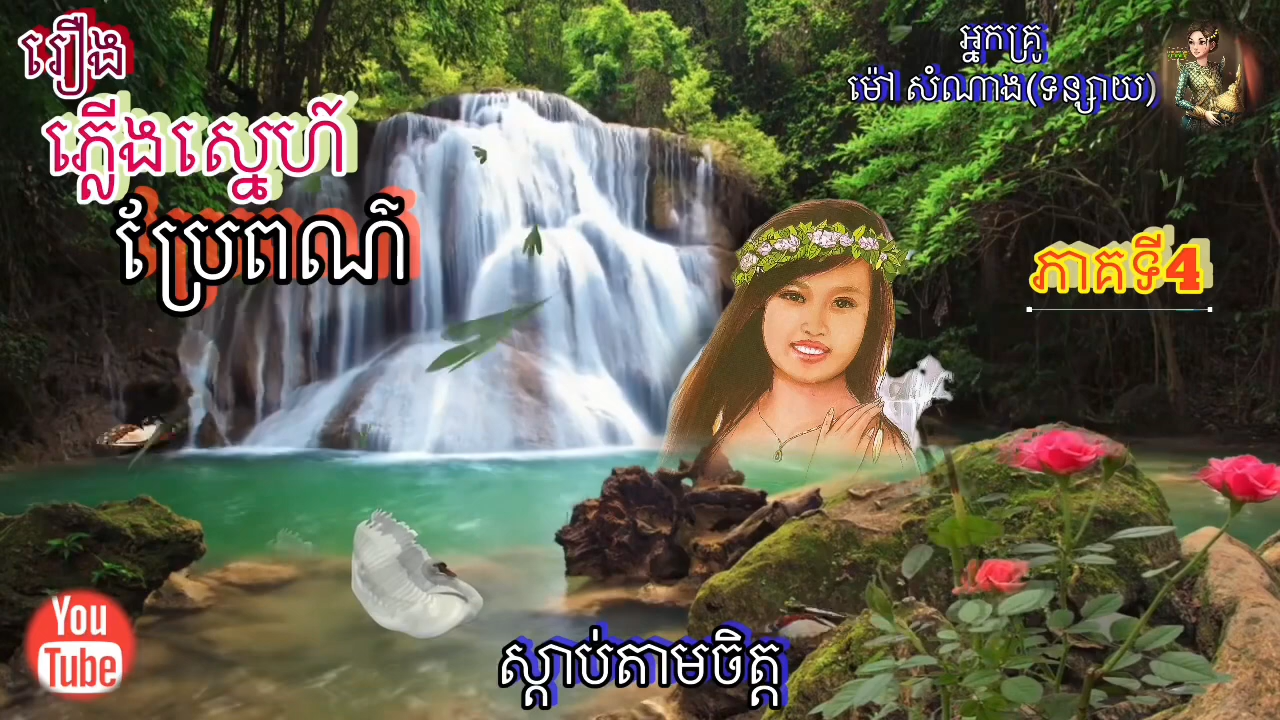 រឿង
ភ្លើងស្នេហ៍
ប្រែពណ៌
អ្នកគ្រូ
ម៉ៅ សំណាង(ទន្សាយ)
ភាគទី4
You
Tube
ស្តាប់តាមចិត្ត